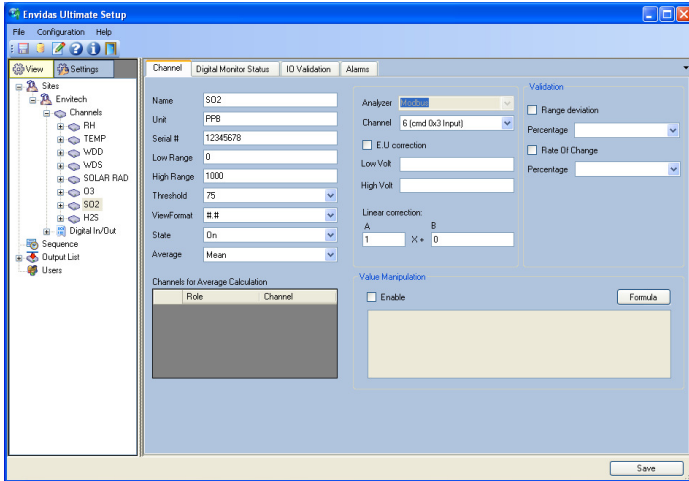 Envidas Ultimate Setup
File Configuration Help
View Settings
Sites
Envitech
Channels
RH
TEMP
WDD
WDS
SOLAR RAD
O3
SO2
H2S
Digital In/Out
Sequence
Output List
Users
Channel Digital Monitor Status IO Validation Alarms
Name SO2
Unit PPB
Serial # 12345678
Low Range 0
High Range 1000
Threshold 75
ViewFormat #.#
State On
Average Mean
Channels for Average Calculation
Role Channel
Analyzer Modbus
Channel 6 (cmd 0x3 Input)
E.U correction
Low Volt
High Volt
Linear correction:
A B
1 X + 0
Validation
Range deviation
Percentage
Rate Of Change
Percentage
Value Manipulation
Enable Formula
Save